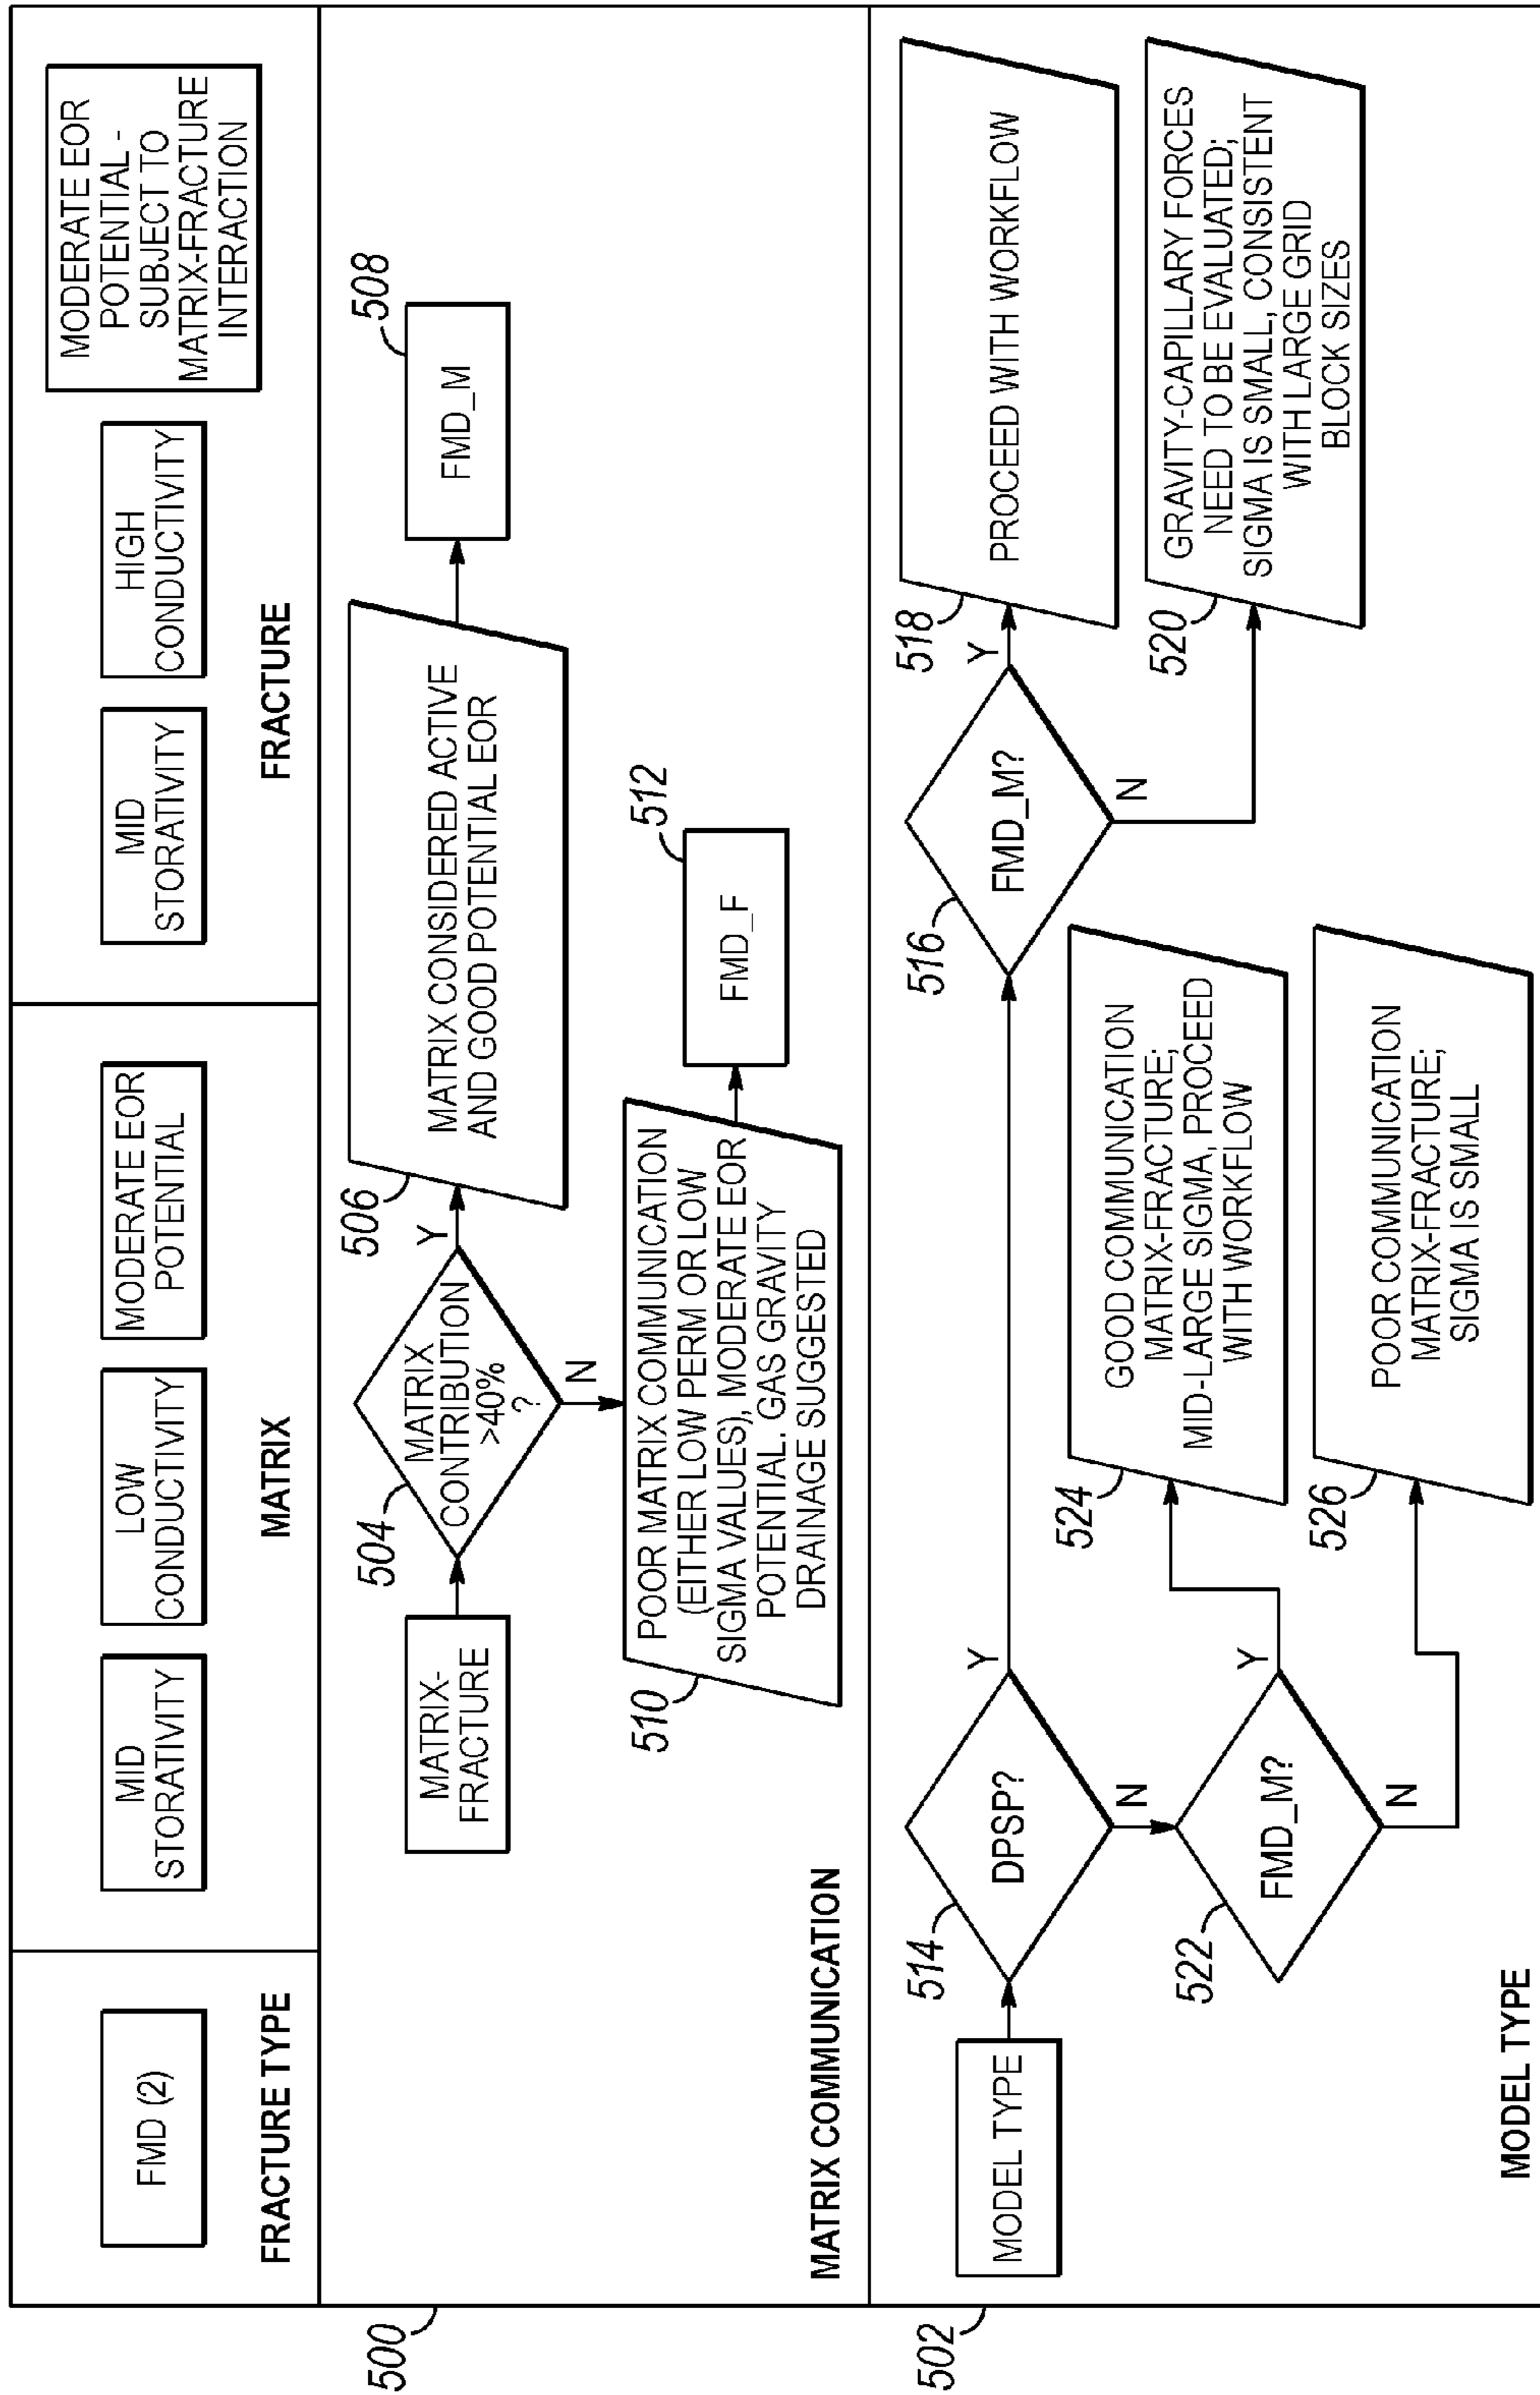 FMD (2)
FRACTURE TYPE
MID
STORATIVITY
LOW
CONDUCTIVITY
MODERATE EOR
POTENTIAL
MATRIX
MID
STORATIVITY
HIGH
CONDUCTIVITY
MODERATE EOR
POTENTIAL -
SUBJECT TO
MATRIX-FRACTURE
INTERACTION
FRACTURE
500
MATRIX-
FRACTURE
504
MATRIX
CONTRIBUTION
>40%
?
Y
N
506
MATRIX CONSIDERED ACTIVE
AND GOOD POTENTIAL EOR
508
FMD_M
510
POOR MATRIX COMMUNICATION
(EITHER LOW PERM OR LOW
SIGMA VALUES), MODERATE EOR
POTENTIAL. GAS GRAVITY
DRAINAGE SUGGESTED
512
FMD_F
MATRIX COMMUNICATION
502
MODEL TYPE
514
DPSP?
Y
N
516
FMD_M?
Y
N
518
PROCEED WITH WORKFLOW
520
GRAVITY-CAPILLARY FORCES
NEED TO BE EVALUATED;
SIGMA IS SMALL, CONSISTENT
WITH LARGE GRID
BLOCK SIZES
522
FMD_M?
Y
N
524
GOOD COMMUNICATION
MATRIX-FRACTURE;
MID-LARGE SIGMA, PROCEED
WITH WORKFLOW
526
POOR COMMUNICATION
MATRIX-FRACTURE;
SIGMA IS SMALL
MODEL TYPE